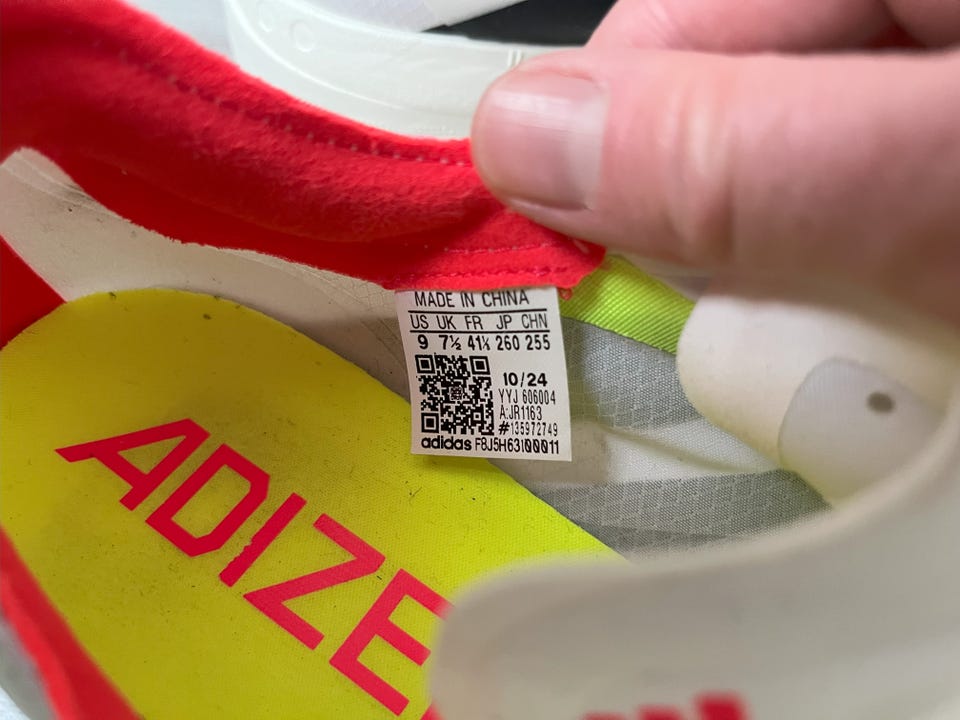 MADE IN CHINA
US UK FR JP CHN
9 7½ 41⅓ 260 255
10/24
YYJ 606004
A:JR1163
#135972749
adidas F8J5H63I00011
ADIZE